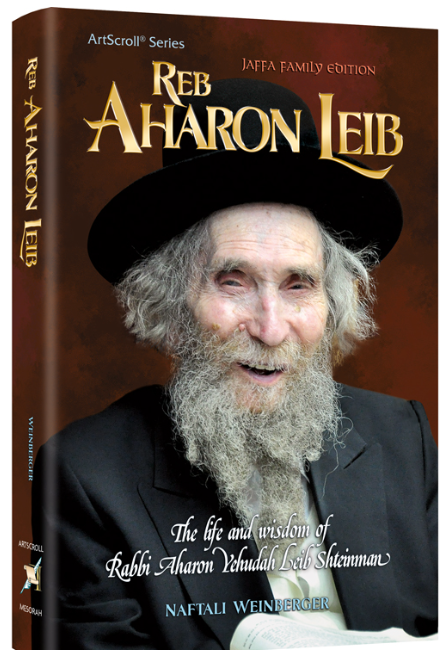 ArtScroll® Series
JAFFA FAMILY EDITION
REB
AHARON LEIB
The life and wisdom of
Rabbi Aharon Yehudah Leib Shteinman
NAFTALI WEINBERGER
REB AHARON LEIB
WEINBERGER
ARTSCROLL
MESORAH